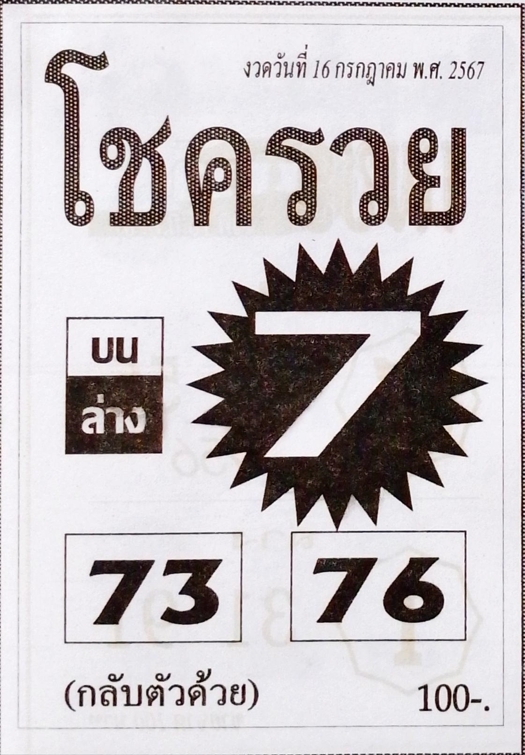 งวดวันที่ 16 กรกฎาคม พ.ศ. 2567
โชครวย
บน
ล่าง
7
73 76
(กลับตัวด้วย) 100-.